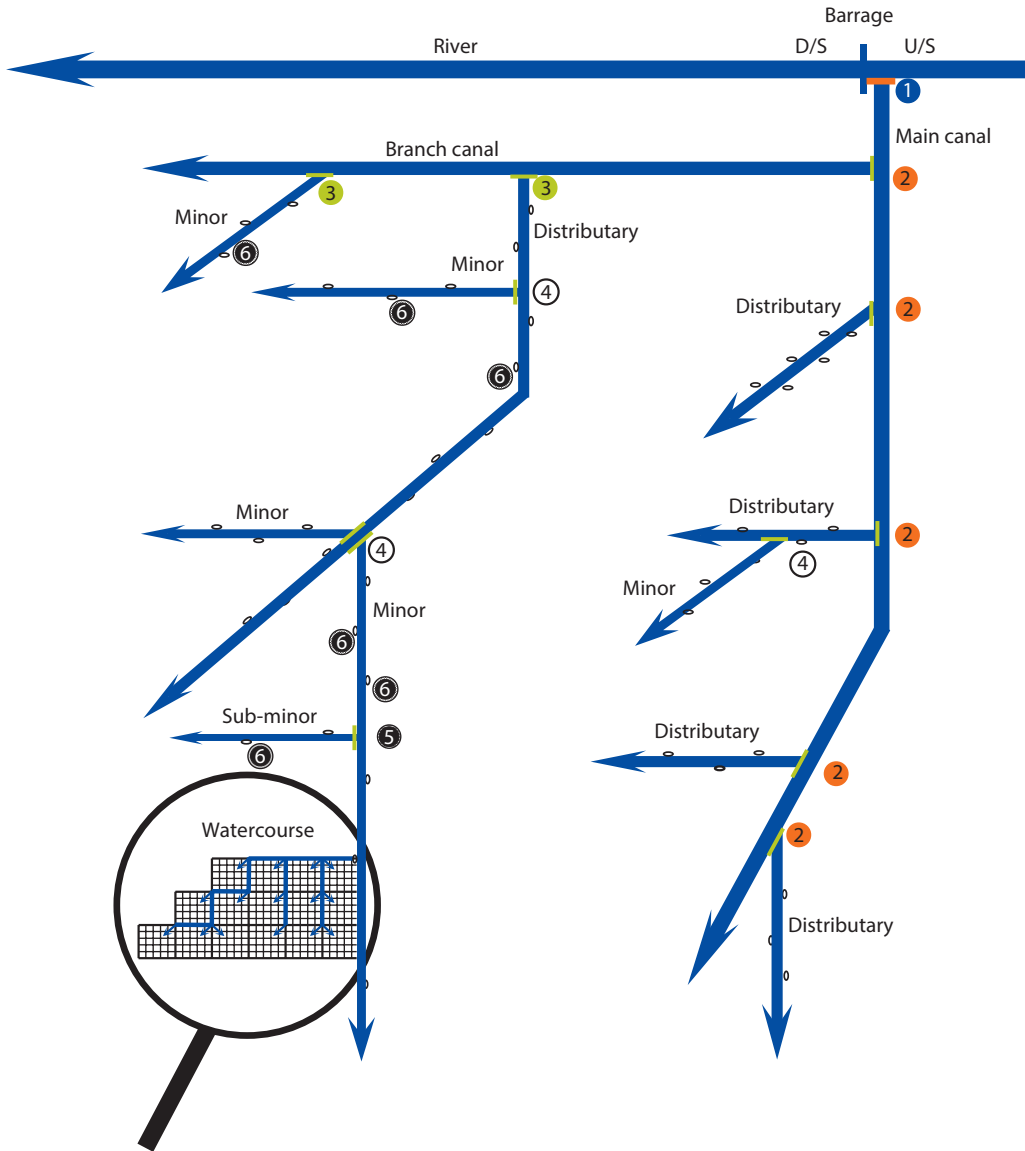 Barrage
River
D/S
U/S
1
Main canal
Branch canal
2
3
3
Minor
Distributary
6
Minor
4
6
Distributary
2
6
Distributary
2
Minor
4
4
Minor
Minor
6
6
Sub-minor
5
6
Distributary
2
2
Watercourse
Distributary